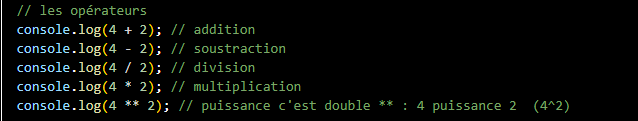 // les opérateurs
console.log(4 + 2); // addition
console.log(4 - 2); // soustraction
console.log(4 / 2); // division
console.log(4 * 2); // multiplication
console.log(4 ** 2); // puissance c'est double ** : 4 puissance 2  (4^2)